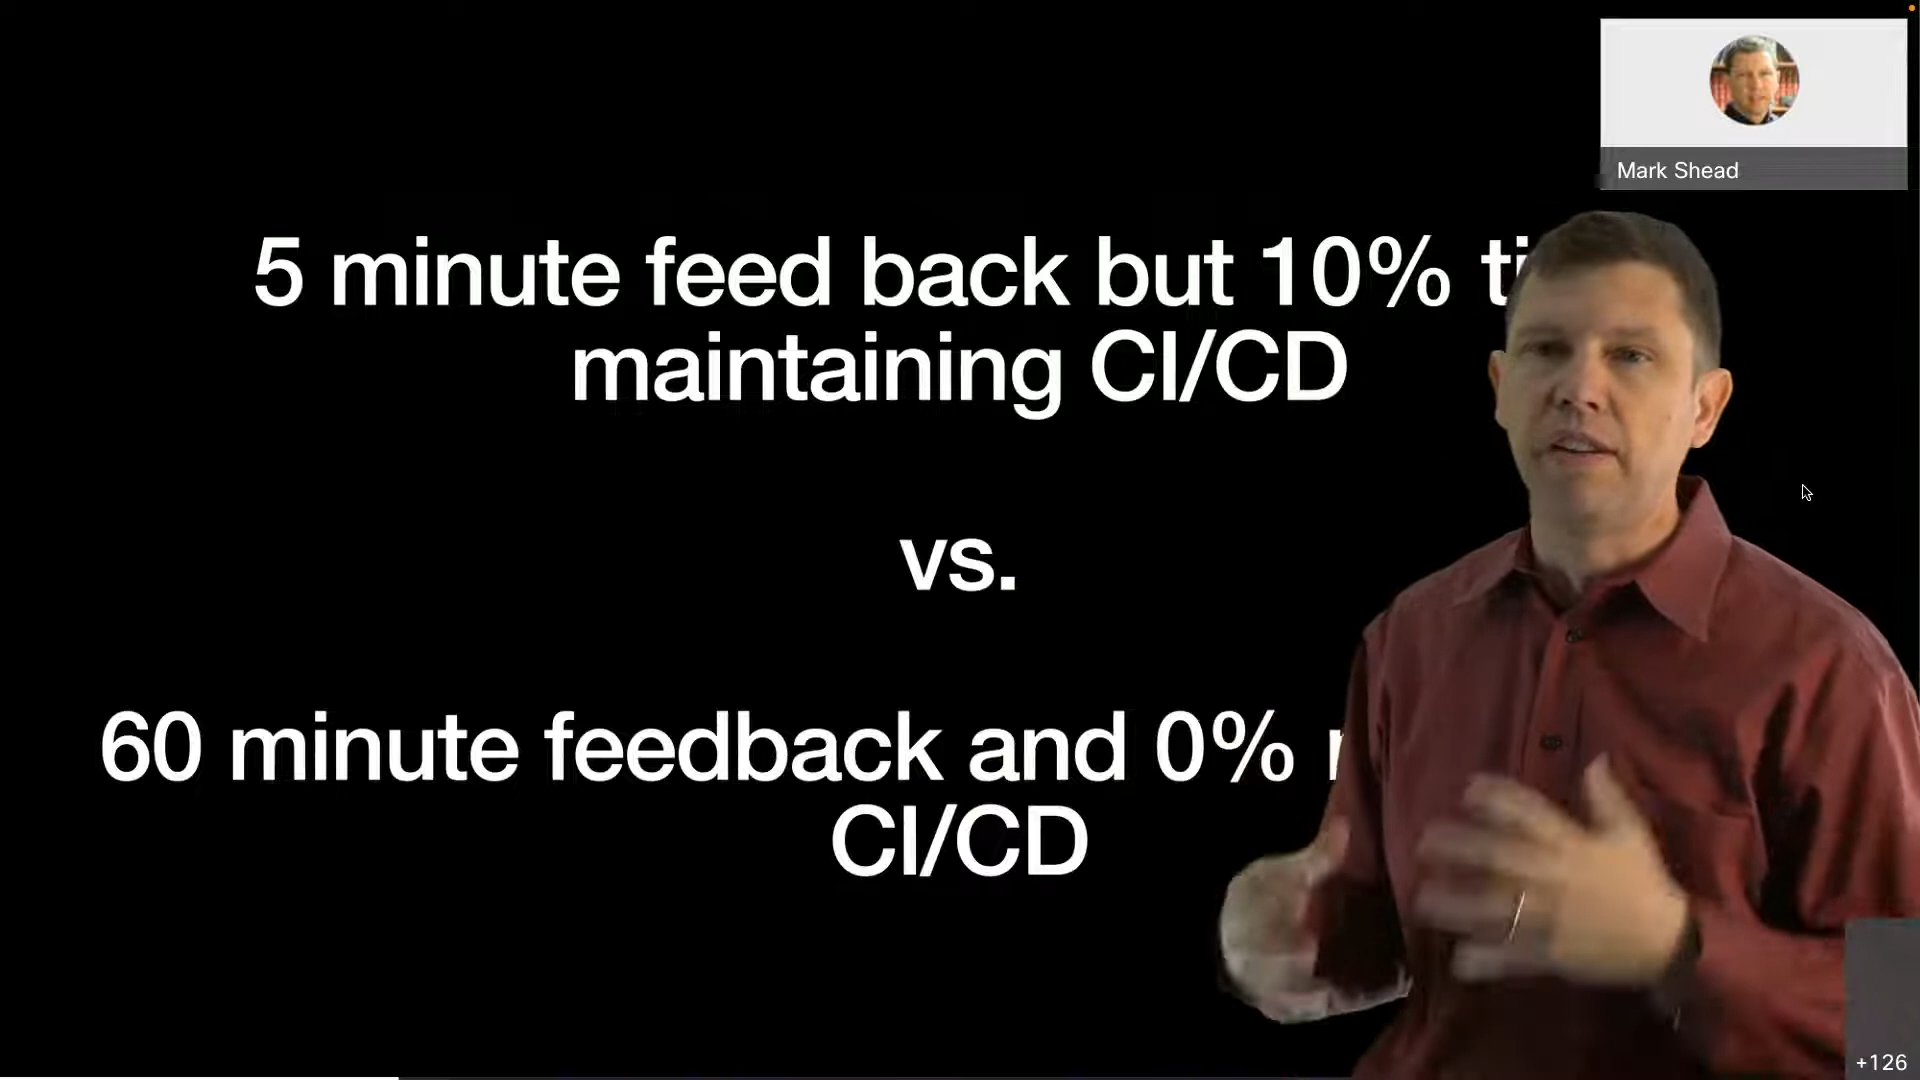 Mark Shead
5 minute feed back but 10%
maintaining CI/CD
vs.
60 minute feedback and 0%
CI/CD
+126